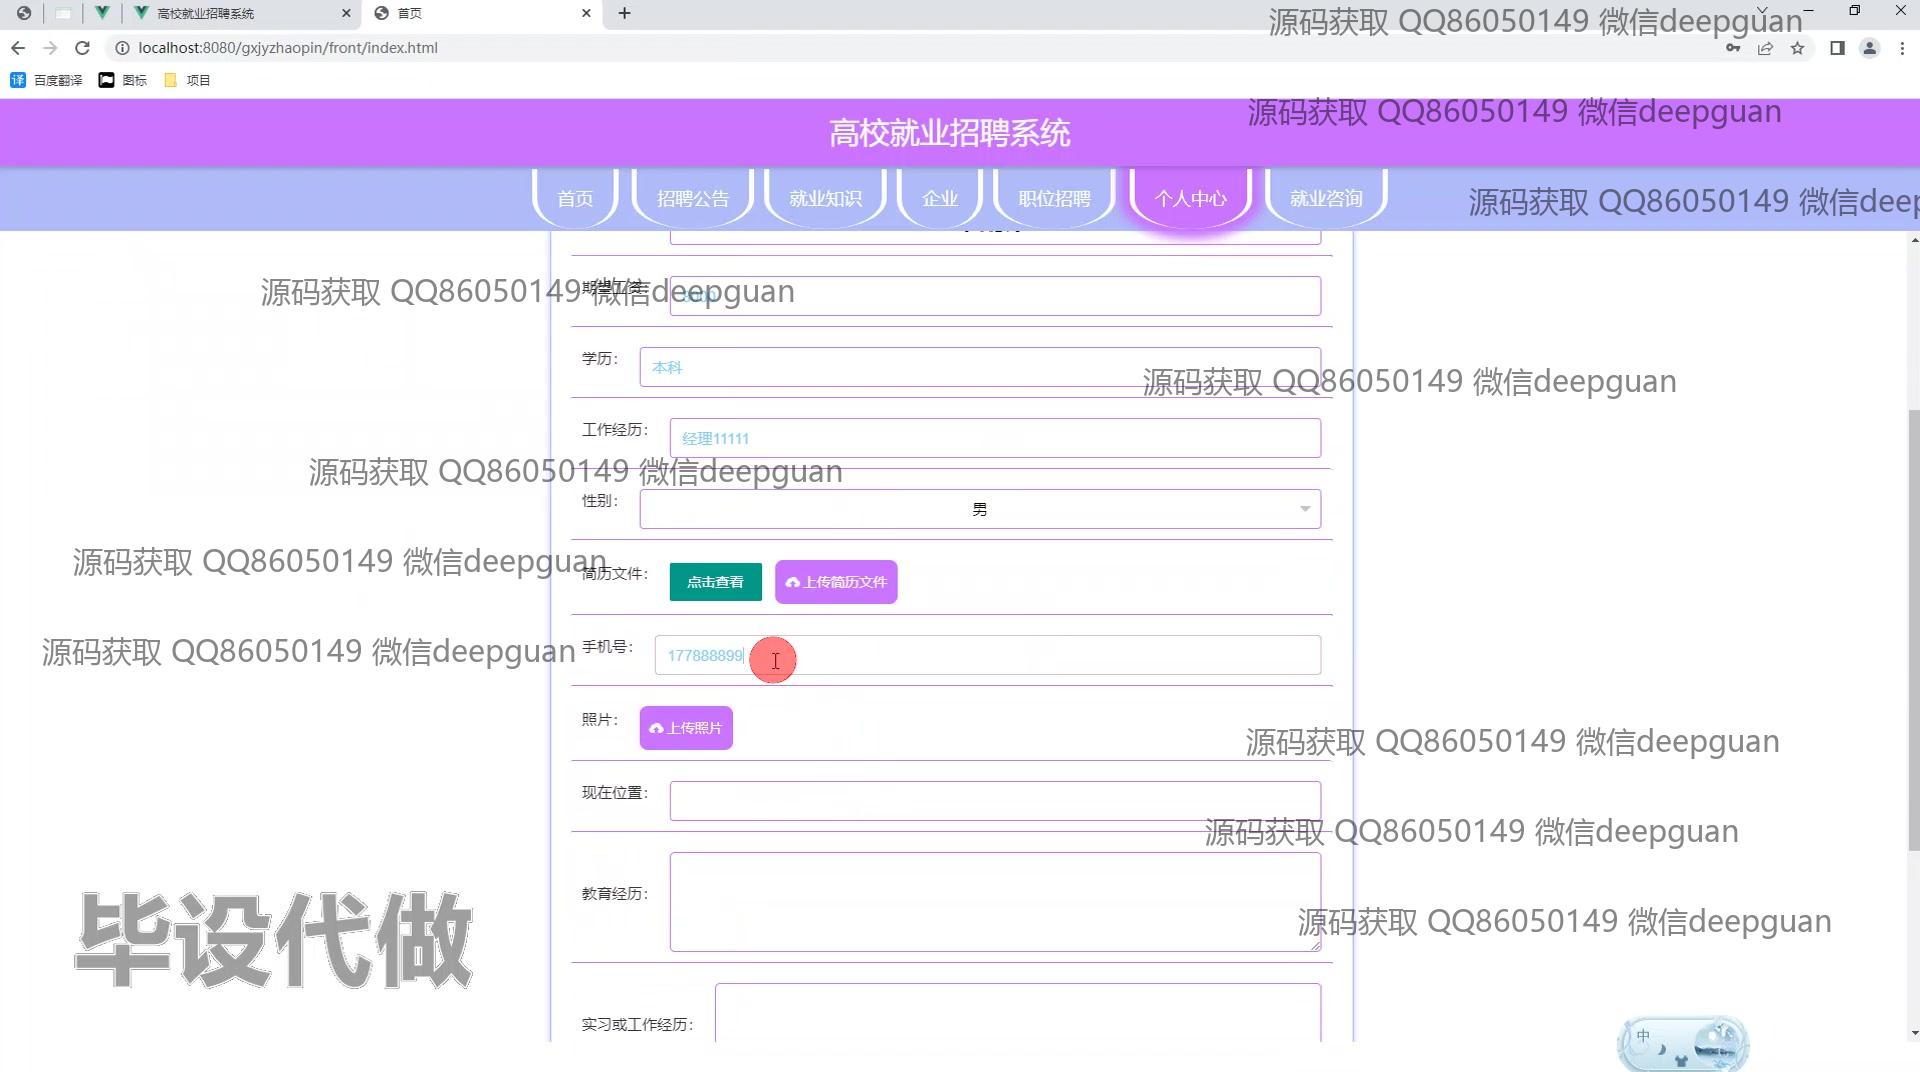 高校就业招聘系统
首页
源码获取 QQ86050149 微信deepguan
localhost:8080/gxjyzhaopin/front/index.html
百度翻译 图标 项目
高校就业招聘系统
源码获取 QQ86050149 微信deepguan
首页 招聘公告 就业知识 企业 职位招聘 个人中心 就业咨询
源码获取 QQ86050149 微信deep
期望工资:
源码获取 QQ86050149 微信deepguan
学历: 本科
源码获取 QQ86050149 微信deepguan
工作经历: 经理11111
源码获取 QQ86050149 微信deepguan
性别: 男
源码获取 QQ86050149 微信deepguan
简历文件: 点击查看 上传简历文件
源码获取 QQ86050149 微信deepguan
手机号: 177888899
照片: 上传照片
源码获取 QQ86050149 微信deepguan
现在位置:
源码获取 QQ86050149 微信deepguan
教育经历:
源码获取 QQ86050149 微信deepguan
毕设代做
实习或工作经历:
中